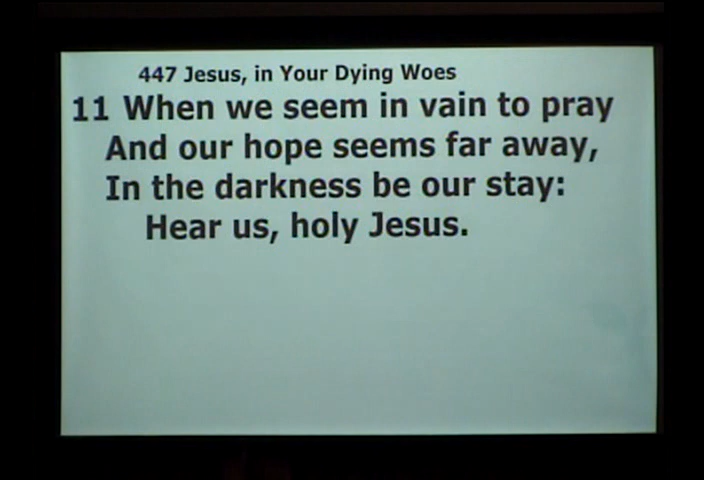 447 Jesus, in Your Dying Woes
11 When we seem in vain to pray
And our hope seems far away,
In the darkness be our stay:
Hear us, holy Jesus.